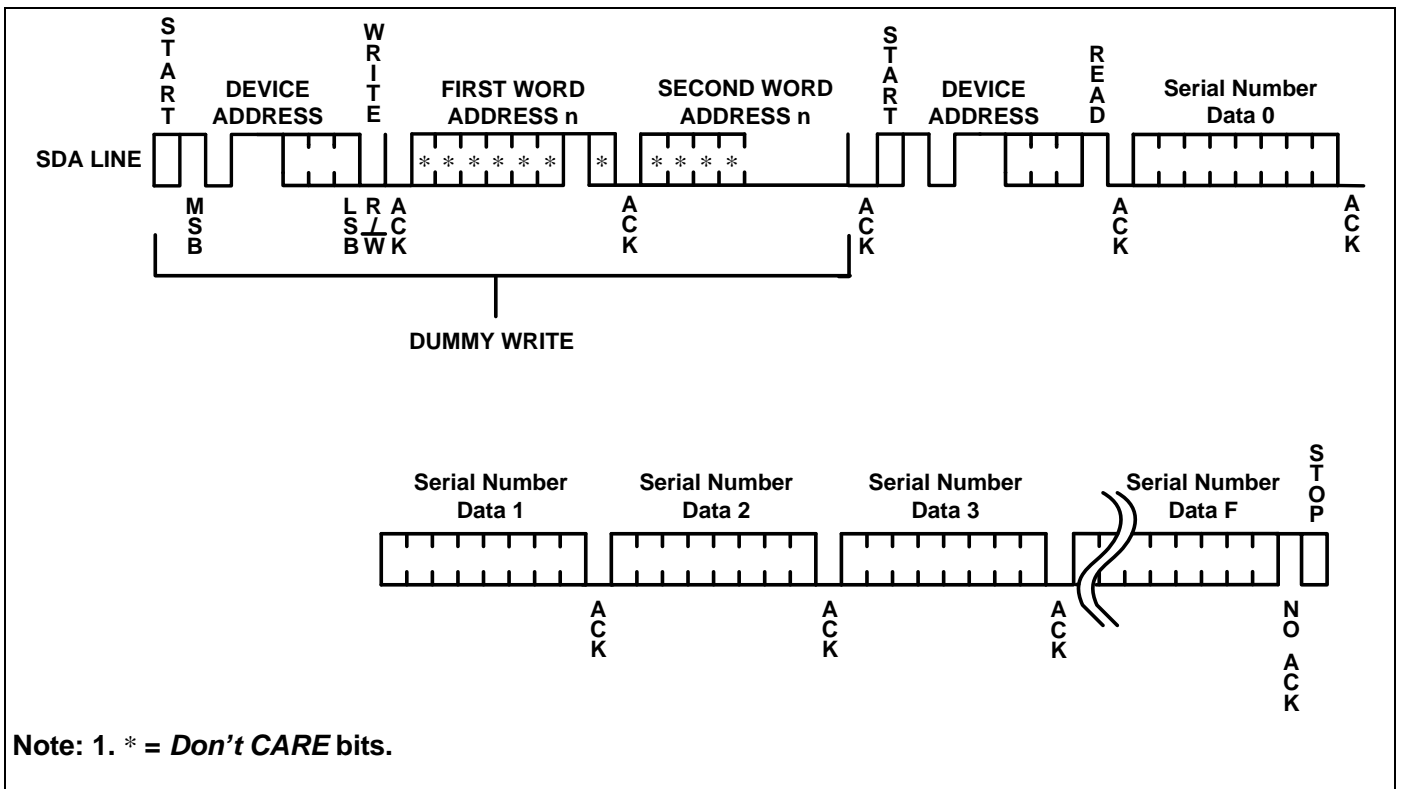 START
WRITE
START
READ
DEVICE
ADDRESS
FIRST WORD
ADDRESS n
SECOND WORD
ADDRESS n
DEVICE
ADDRESS
Serial Number
Data 0
SDA LINE
* * * * * *
*
* * * *
MSB
LSB
R/W
ACK
ACK
ACK
ACK
ACK
DUMMY WRITE
Serial Number
Data 1
Serial Number
Data 2
Serial Number
Data 3
Serial Number
Data F
STOP
ACK
ACK
ACK
NO ACK
Note: 1. * = Don't CARE bits.